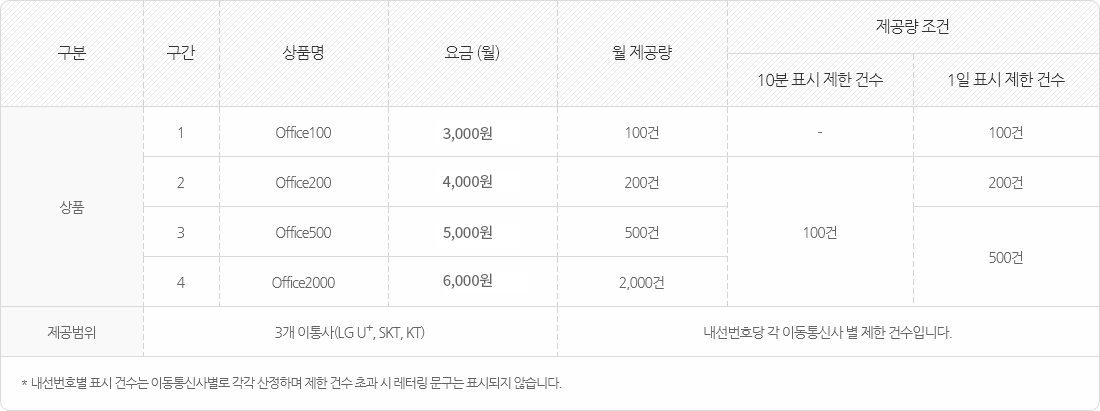 구분 구간 상품명 요금 (월) 월 제공량 제공량 조건
10분 표시 제한 건수 1일 표시 제한 건수
상품
1 Office100 3,000원 100건 - 100건
2 Office200 4,000원 200건 100건 200건
3 Office500 5,000원 500건 500건
4 Office2000 6,000원 2,000건
제공범위 3개 이통사(LG U+, SKT, KT) 내선번호당 각 이동통신사 별 제한 건수입니다.
* 내선번호별 표시 건수는 이동통신사별로 각각 산정하며 제한 건수 초과 시 레터링 문구는 표시되지 않습니다.